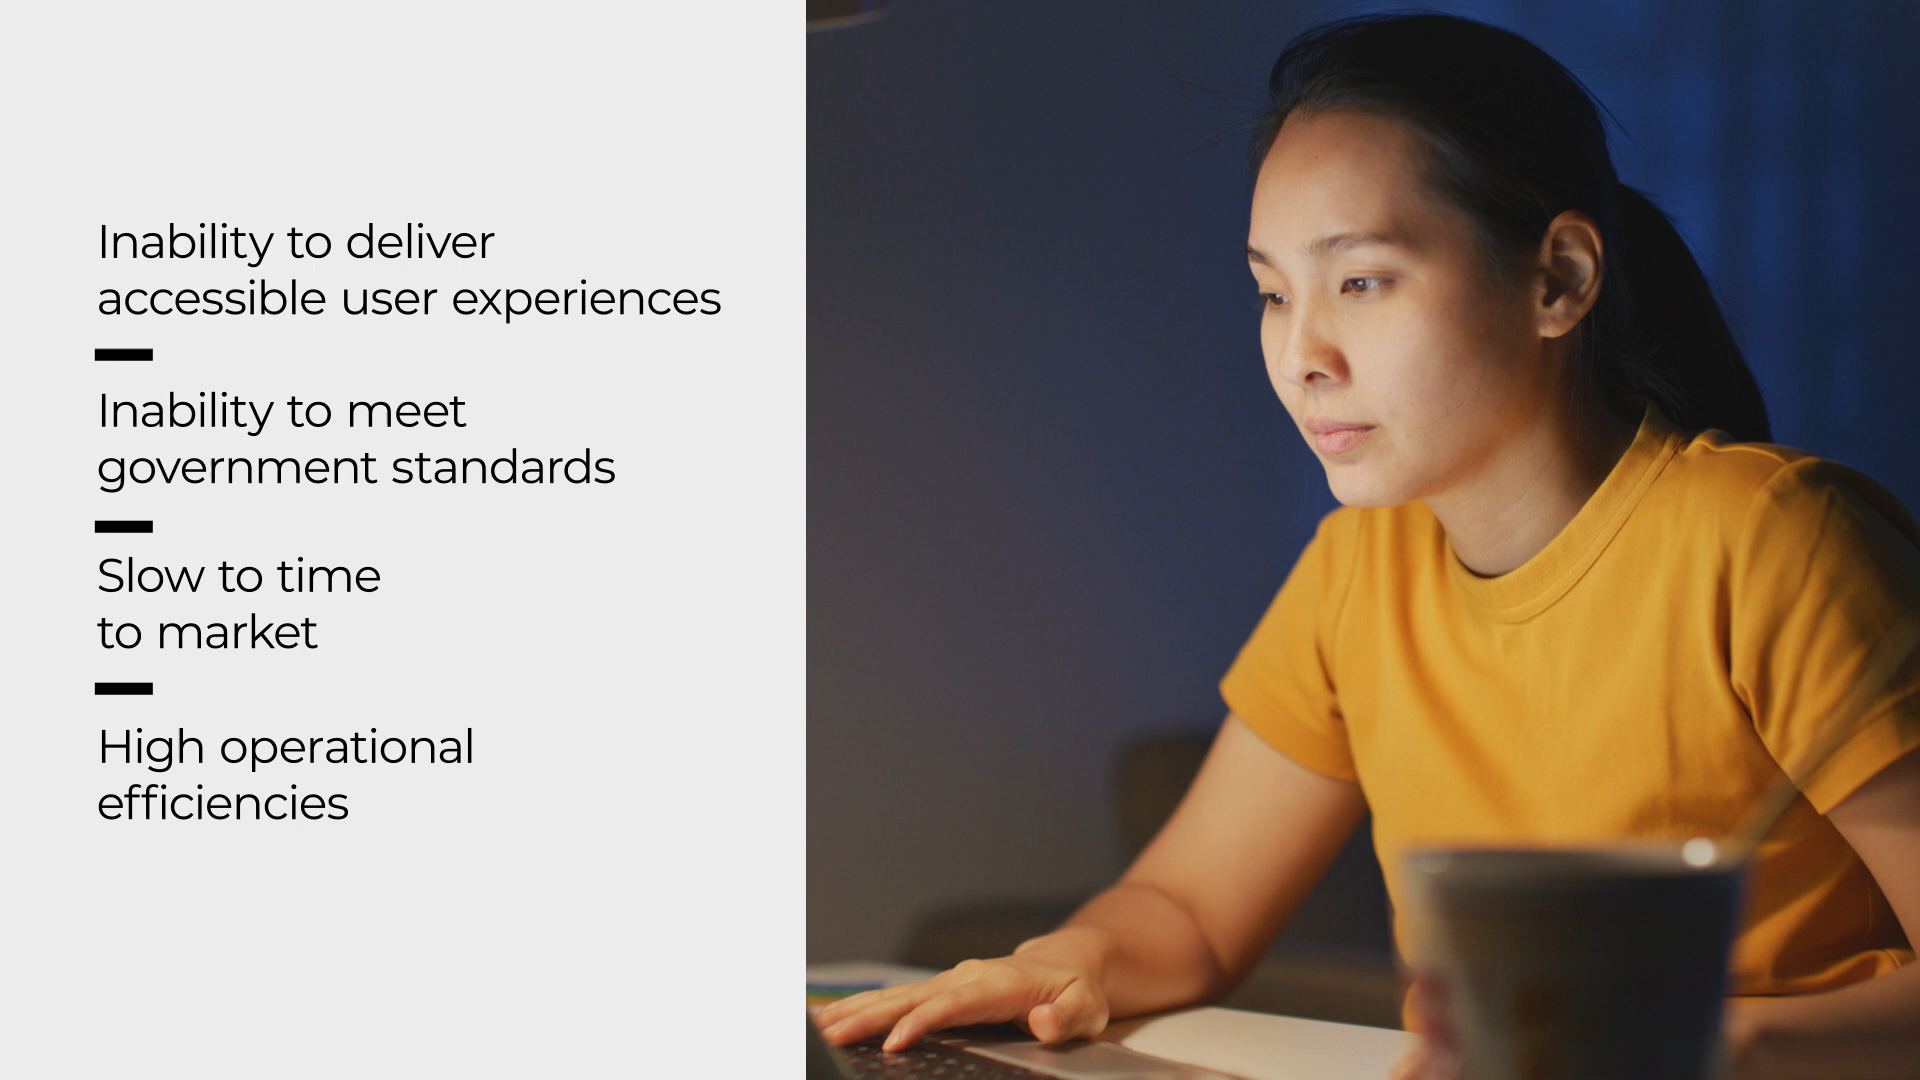 Inability to deliver
accessible user experiences
Inability to meet
government standards
Slow to time
to market
High operational
efficiencies